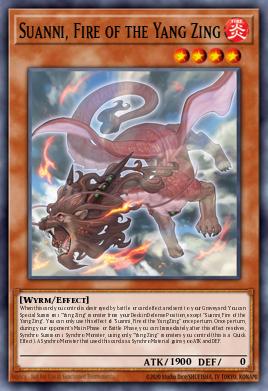 Suanni, Fire of the Yang Zing
FIRE
炎
[WYRM/EFFECT]
When this card you control is destroyed by battle or card effect and sent to your Graveyard: You can
Special Summon 1 "Yang Zing" monster from your Deck in Defense Position, except "Suanni, Fire of the
Yang Zing". You can only use this effect of "Suanni, Fire of the Yang Zing" once per turn. Once per turn,
during your opponent's Main Phase or Battle Phase, you can: Immediately after this effect resolves,
Synchro Summon 1 Synchro Monster, using only "Yang Zing" monsters you control (this is a Quick
Effect). A Synchro Monster that used this card as a Synchro Material gains 500 ATK and DEF.
ATK/1900 DEF/ 0
©2020 Studio Dice/SHUEISHA, TV TOKYO, KONAMI